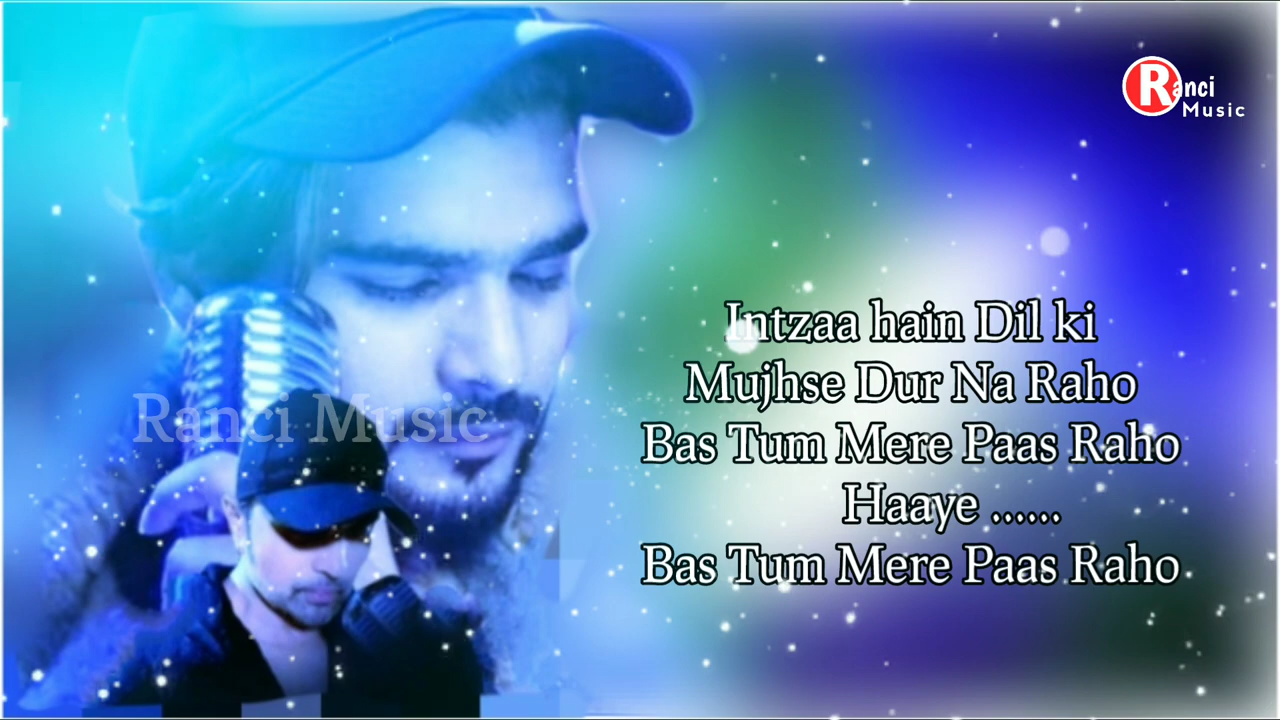 Ranci
Music
Intzaa hain Dil ki
Mujhse Dur Na Raho
Bas Tum Mere Paas Raho
Haaye ......
Bas Tum Mere Paas Raho
Ranci Music